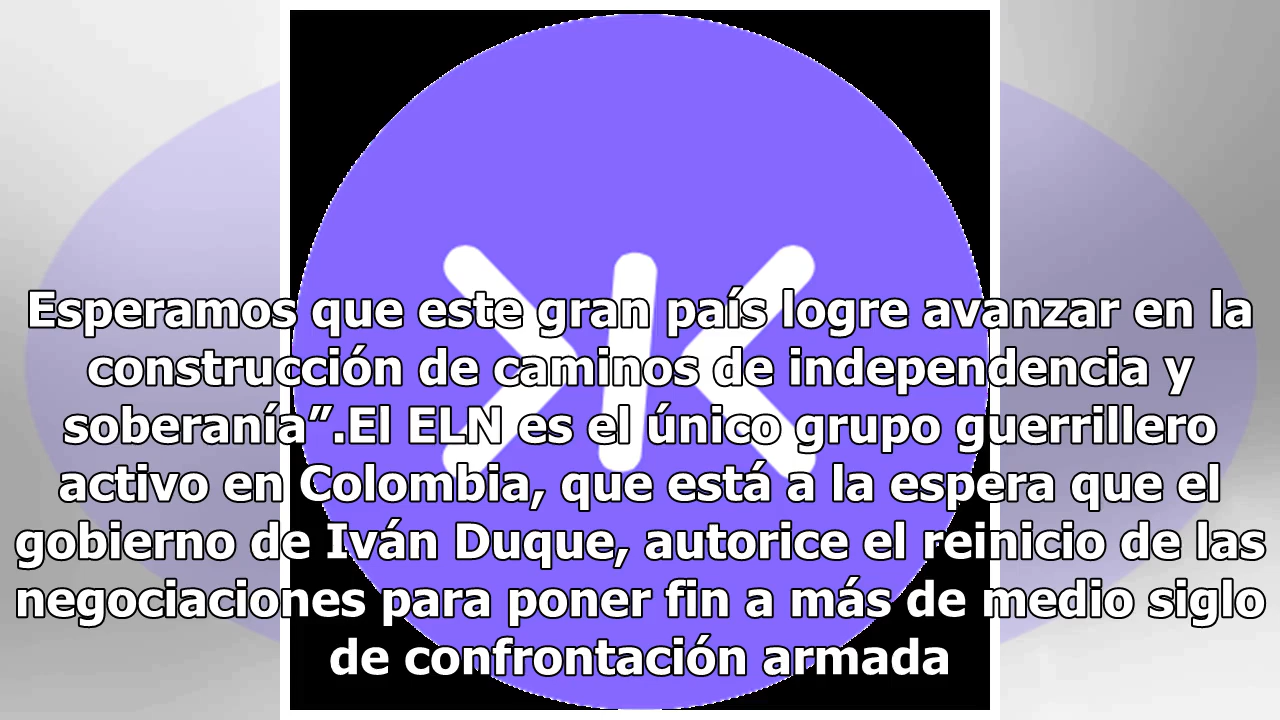 Esperamos que este gran país logre avanzar en la
construcción de caminos de independencia y
soberanía”.El ELN es el único grupo guerrillero
activo en Colombia, que está a la espera que el
gobierno de Iván Duque, autorice el reinicio de las
negociaciones para poner fin a más de medio siglo
de confrontación armada